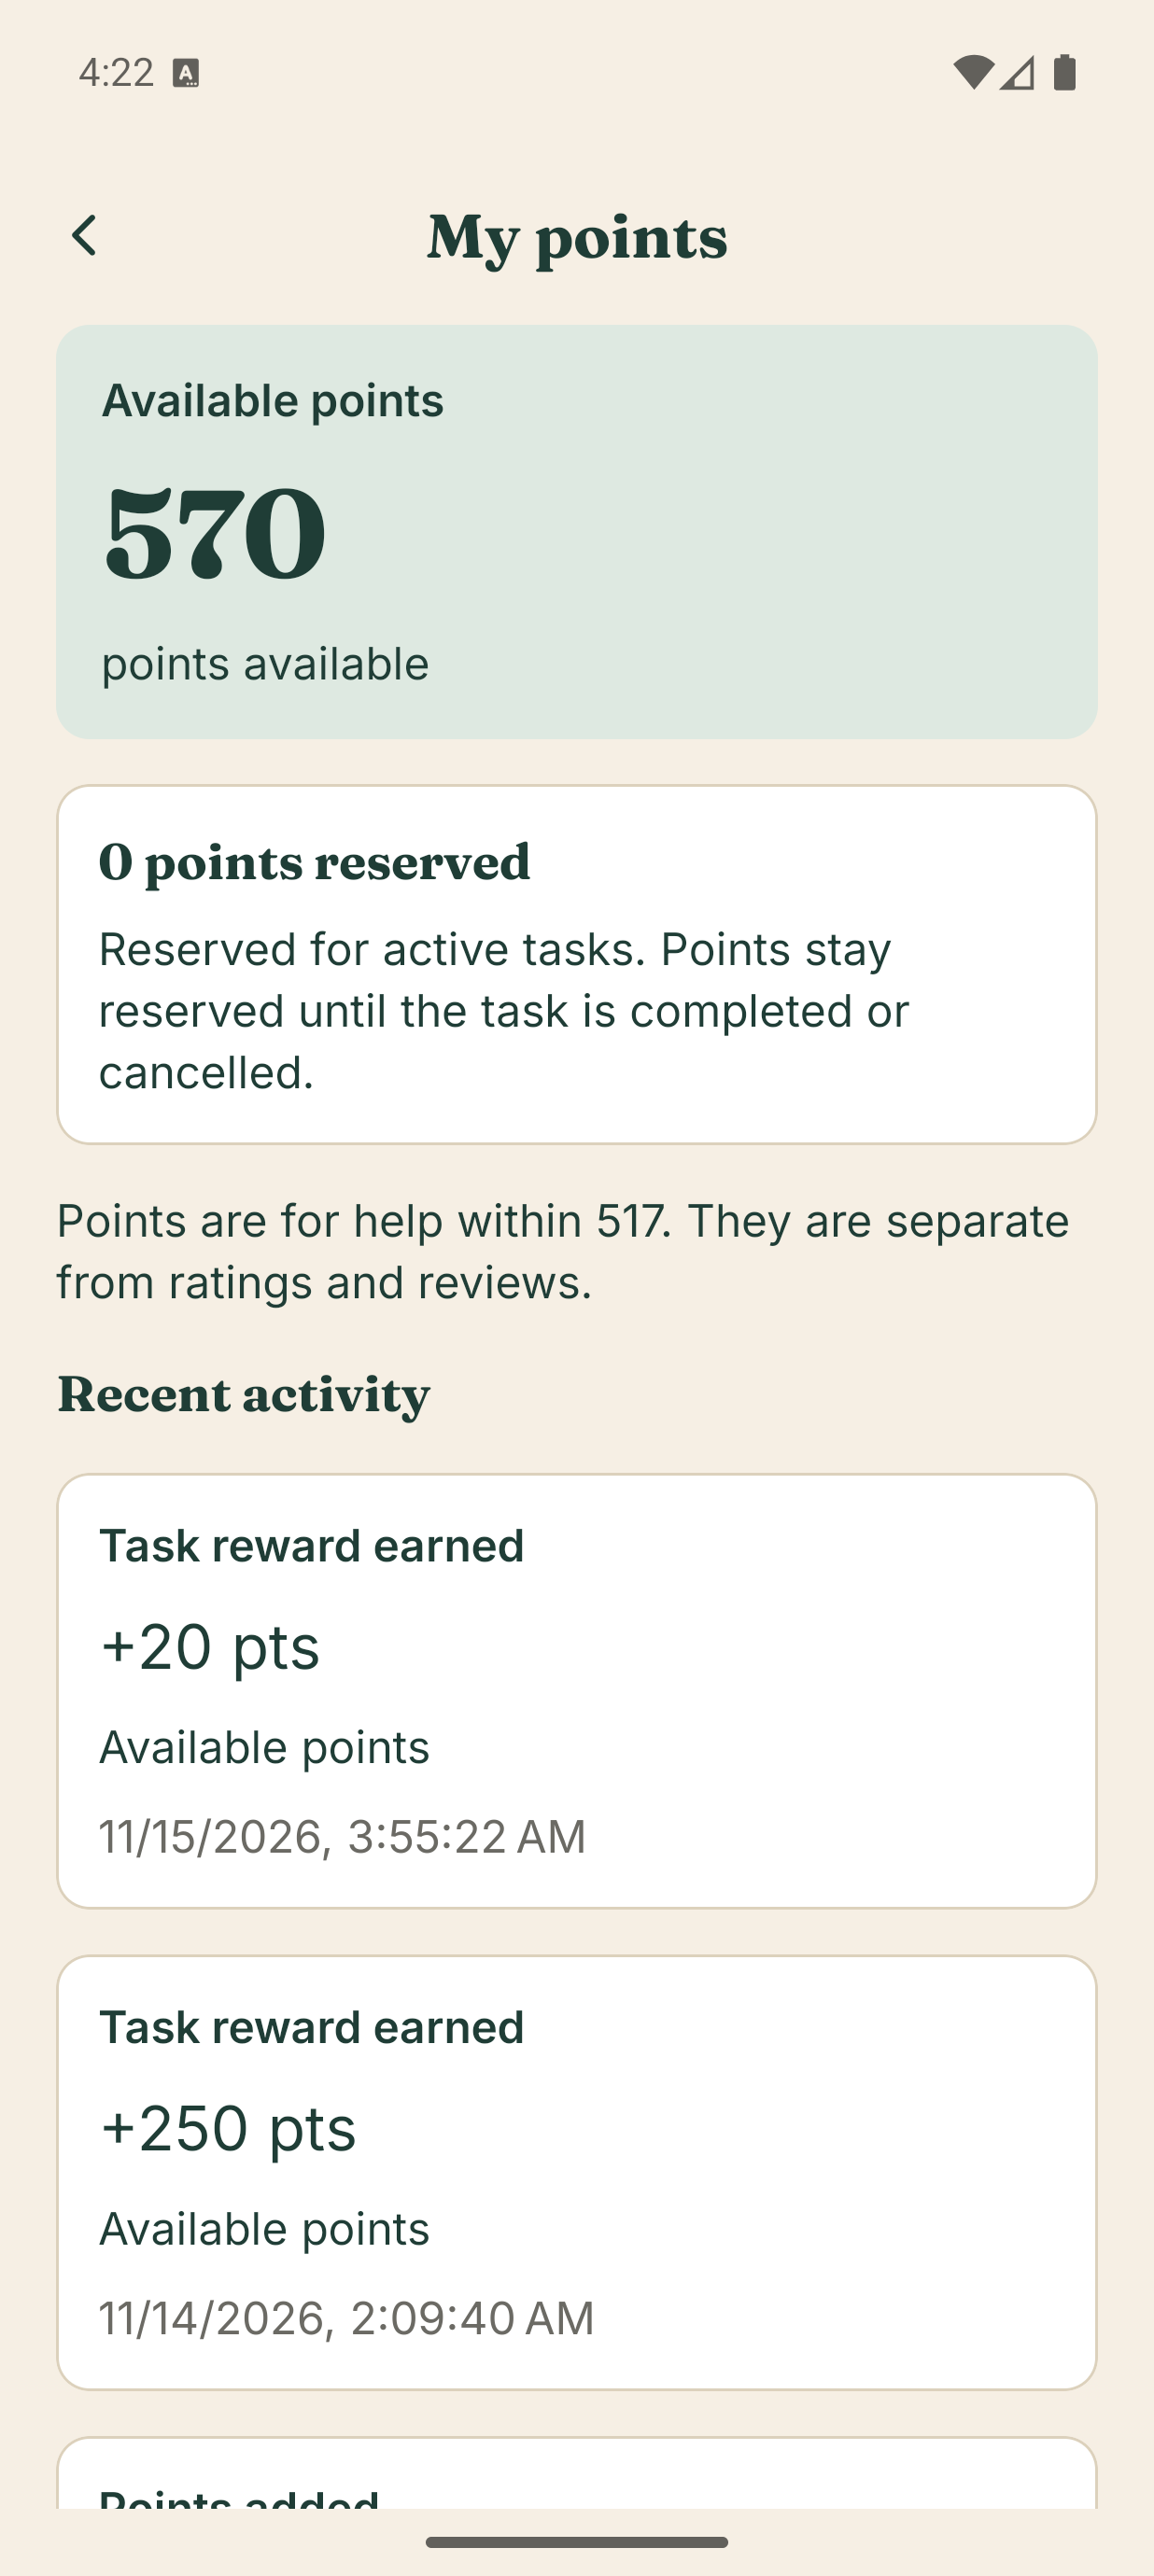 4:22
My points
Available points
570
points available
0 points reserved
Reserved for active tasks. Points stay
reserved until the task is completed or
cancelled.
Points are for help within 517. They are separate
from ratings and reviews.
Recent activity
Task reward earned
+20 pts
Available points
11/15/2026, 3:55:22 AM
Task reward earned
+250 pts
Available points
11/14/2026, 2:09:40 AM
Points added